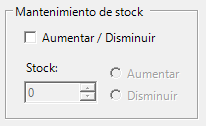 Mantenimiento de stock
Aumentar / Disminuir
Stock:
Aumentar
0
Disminuir